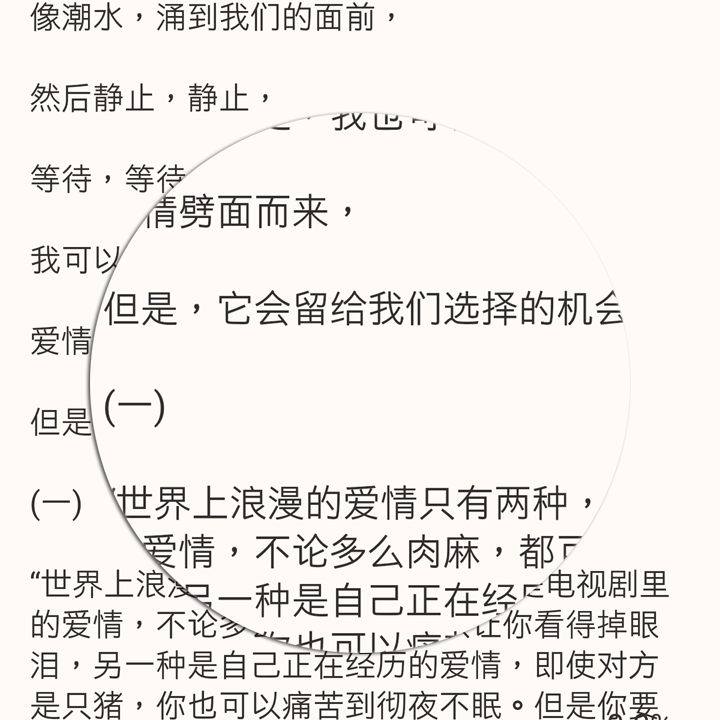 像潮水，涌到我们的面前，
然后静止，静止，
等待，等待
我可以
爱情
但是
(一)
“世界上浪 电视剧里
的爱情，不论多 让你看得掉眼
泪，另一种是自己正在经历的爱情，即使对方
是只猪，你也可以痛苦到彻夜不眠。但是你要
，我也可
情劈面而来，
但是，它会留给我们选择的机会
(一)
世界上浪漫的爱情只有两种，
爱情，不论多么肉麻，都可
另一种是自己正在经
你也可以痛